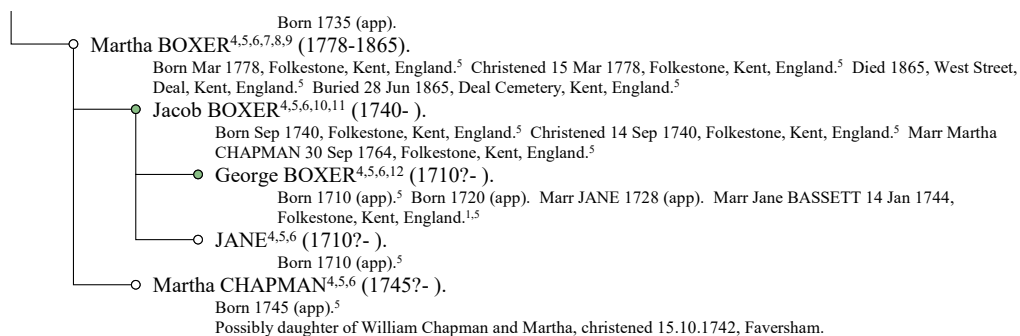 Born 1735 (app).
Martha BOXER4,5,6,7,8,9 (1778-1865).
Born Mar 1778, Folkestone, Kent, England.5 Christened 15 Mar 1778, Folkestone, Kent, England.5 Died 1865, West Street,
Deal, Kent, England.5 Buried 28 Jun 1865, Deal Cemetery, Kent, England.5
Jacob BOXER4,5,6,10,11 (1740- ).
Born Sep 1740, Folkestone, Kent, England.5 Christened 14 Sep 1740, Folkestone, Kent, England.5 Marr Martha
CHAPMAN 30 Sep 1764, Folkestone, Kent, England.5
George BOXER4,5,6,12 (1710?- ).
Born 1710 (app).5 Born 1720 (app). Marr JANE 1728 (app). Marr Jane BASSETT 14 Jan 1744,
Folkestone, Kent, England.1,5
JANE4,5,6 (1710?- ).
Born 1710 (app).5
Martha CHAPMAN4,5,6 (1745?- ).
Born 1745 (app).5
Possibly daughter of William Chapman and Martha, christened 15.10.1742, Faversham.